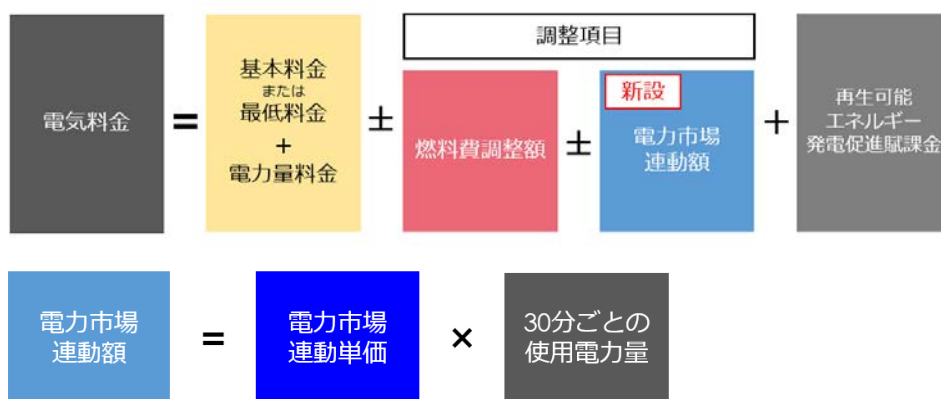 調整項目
電気料金
=
基本料金
または
最低料金
+
電力量料金
±
燃料費調整額
±
新設
電力市場
連動額
+
再生可能
エネルギー
発電促進賦課金
電力市場
連動額
=
電力市場
連動単価
×
30分ごとの
使用電力量